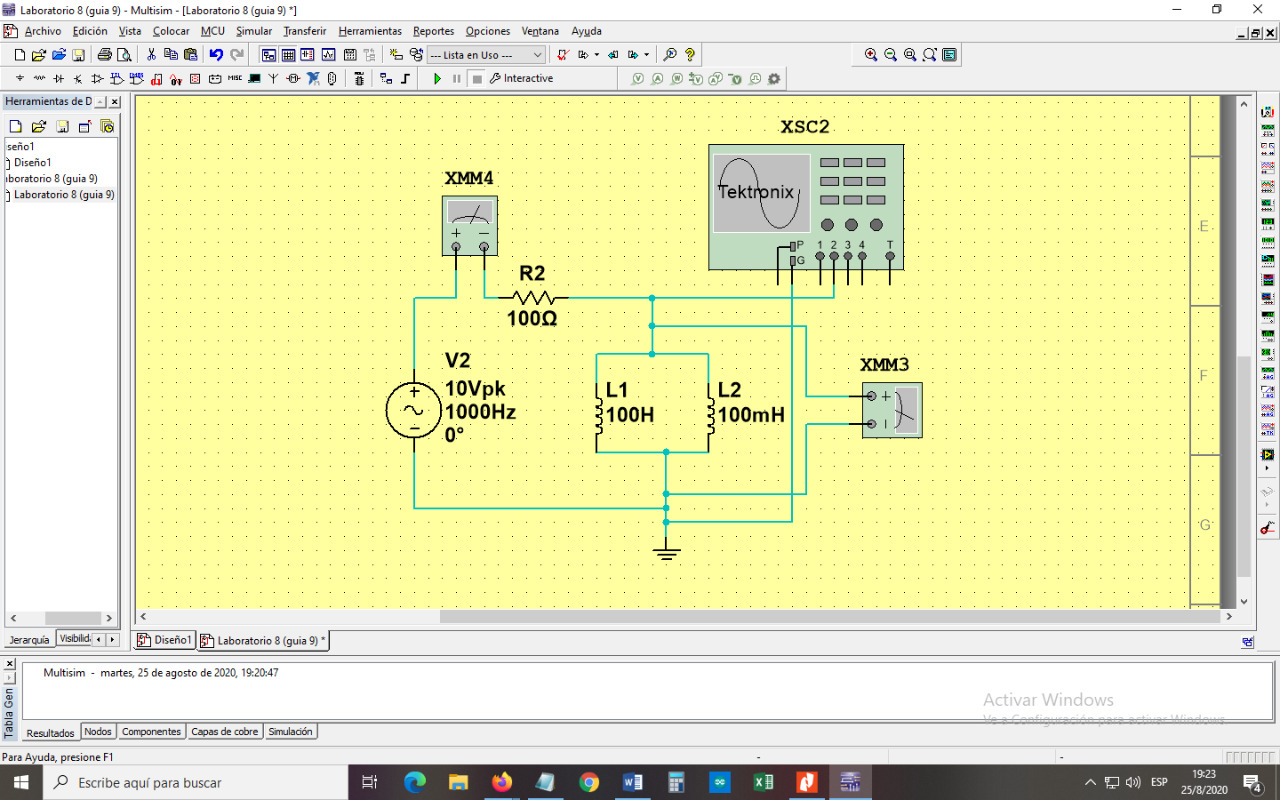 Laboratorio 8 (guia 9) - Multisim - [Laboratorio 8 (guia 9) *]
Archivo Edición Vista Colocar MCU Simular Transferir Herramientas Reportes Opciones Ventana Ayuda
--- Lista en Uso ---
MISC
Interactive
Herramientas de D
seño1
Diseño1
aboratorio 8 (guia 9)
Laboratorio 8 (guia 9)
Jerarquía
Visibilid
XSC2
Tektronix
P
G
1 2 3 4 T
XMM4
+ −
R2
100Ω
V2
10Vpk
1000Hz
0°
L1
100H
L2
100mH
XMM3
E
F
G
Diseño1
Laboratorio 8 (guia 9) *
Multisim - martes, 25 de agosto de 2020, 19:20:47
Tabla Gen
Resultados Nodos Componentes Capas de cobre Simulación
Activar Windows
Ve a Configuración para activar Windows.
Para Ayuda, presione F1
Escribe aquí para buscar
ESP
19:23
25/8/2020
4